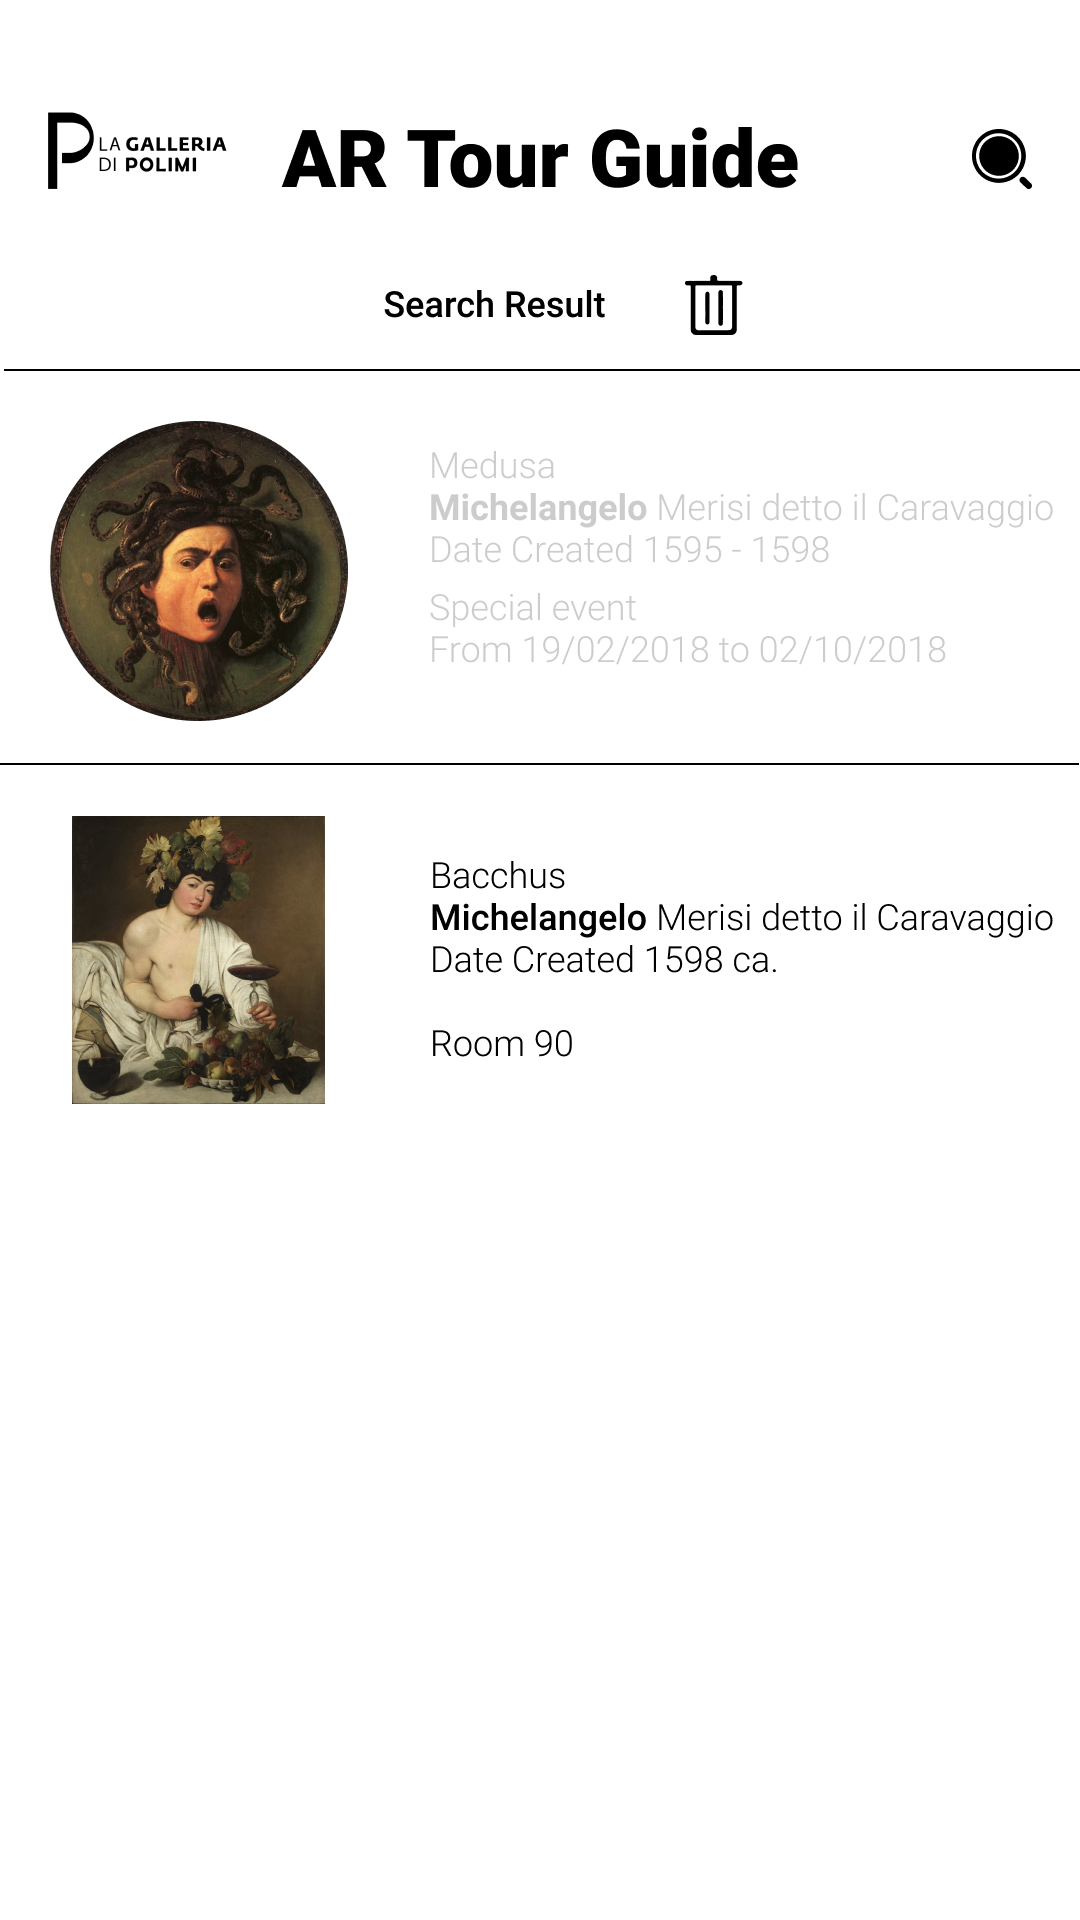 LA GALLERIA
DI POLIMI
AR Tour Guide
Search Result
Medusa
Michelangelo Merisi detto il Caravaggio
Date Created 1595 - 1598
Special event
From 19/02/2018 to 02/10/2018
Bacchus
Michelangelo Merisi detto il Caravaggio
Date Created 1598 ca.
Room 90